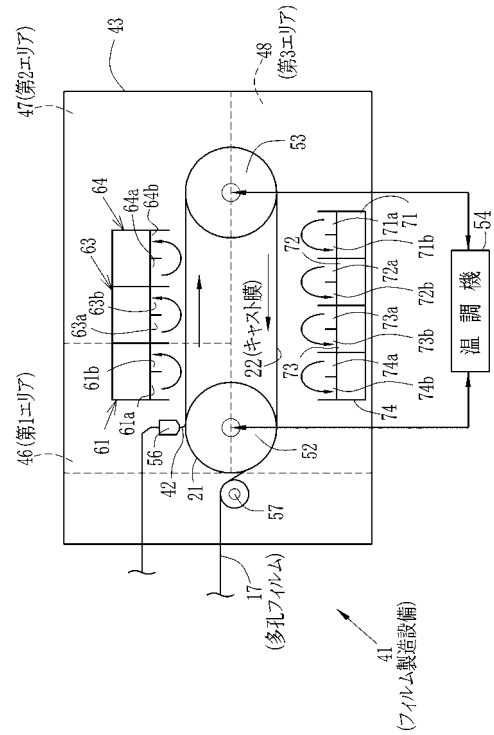 43
47(第2エリア)
48
(第3エリア)
46(第1エリア)
64
64a
64b
63
63b
63a
61b
61
61a
56
42
21
52
53
57
22(キャスト膜)
71
71a
71b
72
72a
72b
73a
73
73b
74a
74b
74
54
温調機
17
(多孔フィルム)
41
(フィルム製造設備)